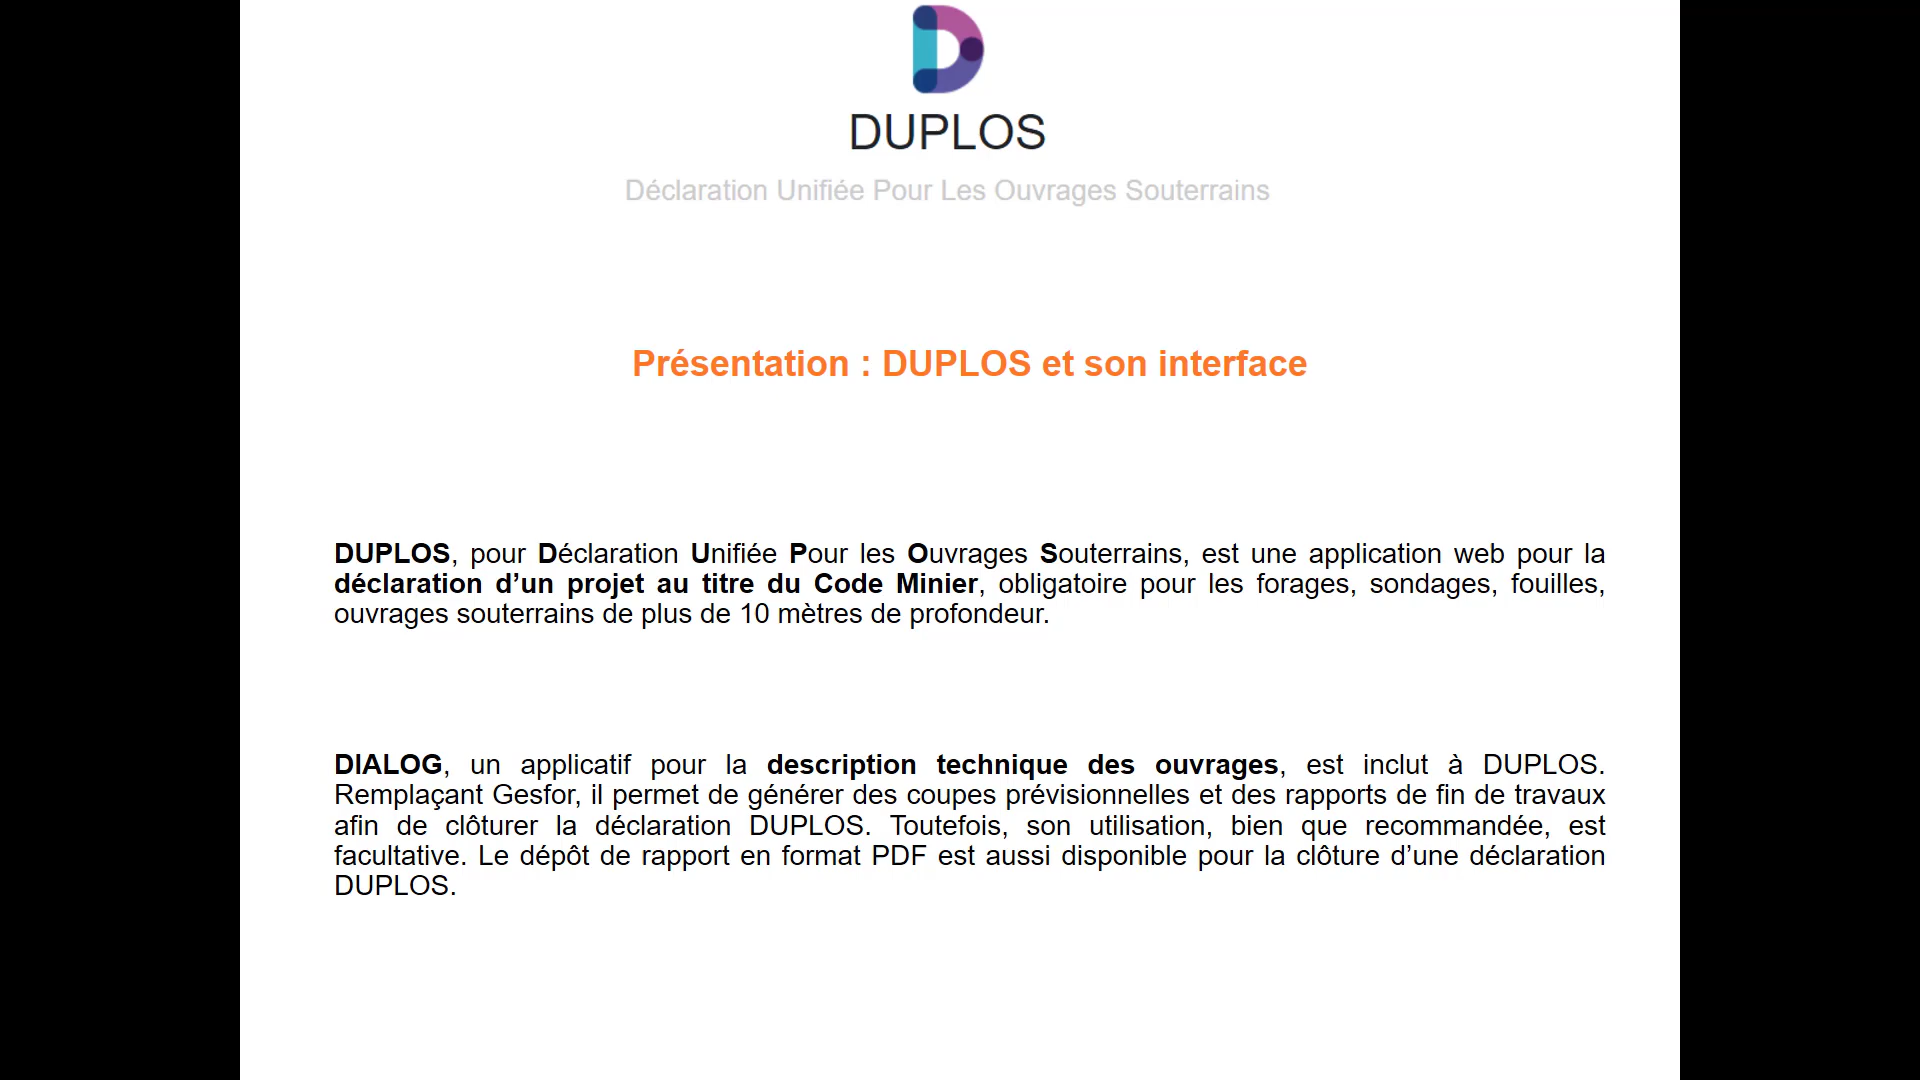 DUPLOS
Déclaration Unifiée Pour Les Ouvrages Souterrains
Présentation : DUPLOS et son interface
DUPLOS, pour Déclaration Unifiée Pour les Ouvrages Souterrains, est une application web pour la
déclaration d’un projet au titre du Code Minier, obligatoire pour les forages, sondages, fouilles,
ouvrages souterrains de plus de 10 mètres de profondeur.
DIALOG, un applicatif pour la description technique des ouvrages, est inclut à DUPLOS.
Remplaçant Gesfor, il permet de générer des coupes prévisionnelles et des rapports de fin de travaux
afin de clôturer la déclaration DUPLOS. Toutefois, son utilisation, bien que recommandée, est
facultative. Le dépôt de rapport en format PDF est aussi disponible pour la clôture d’une déclaration
DUPLOS.